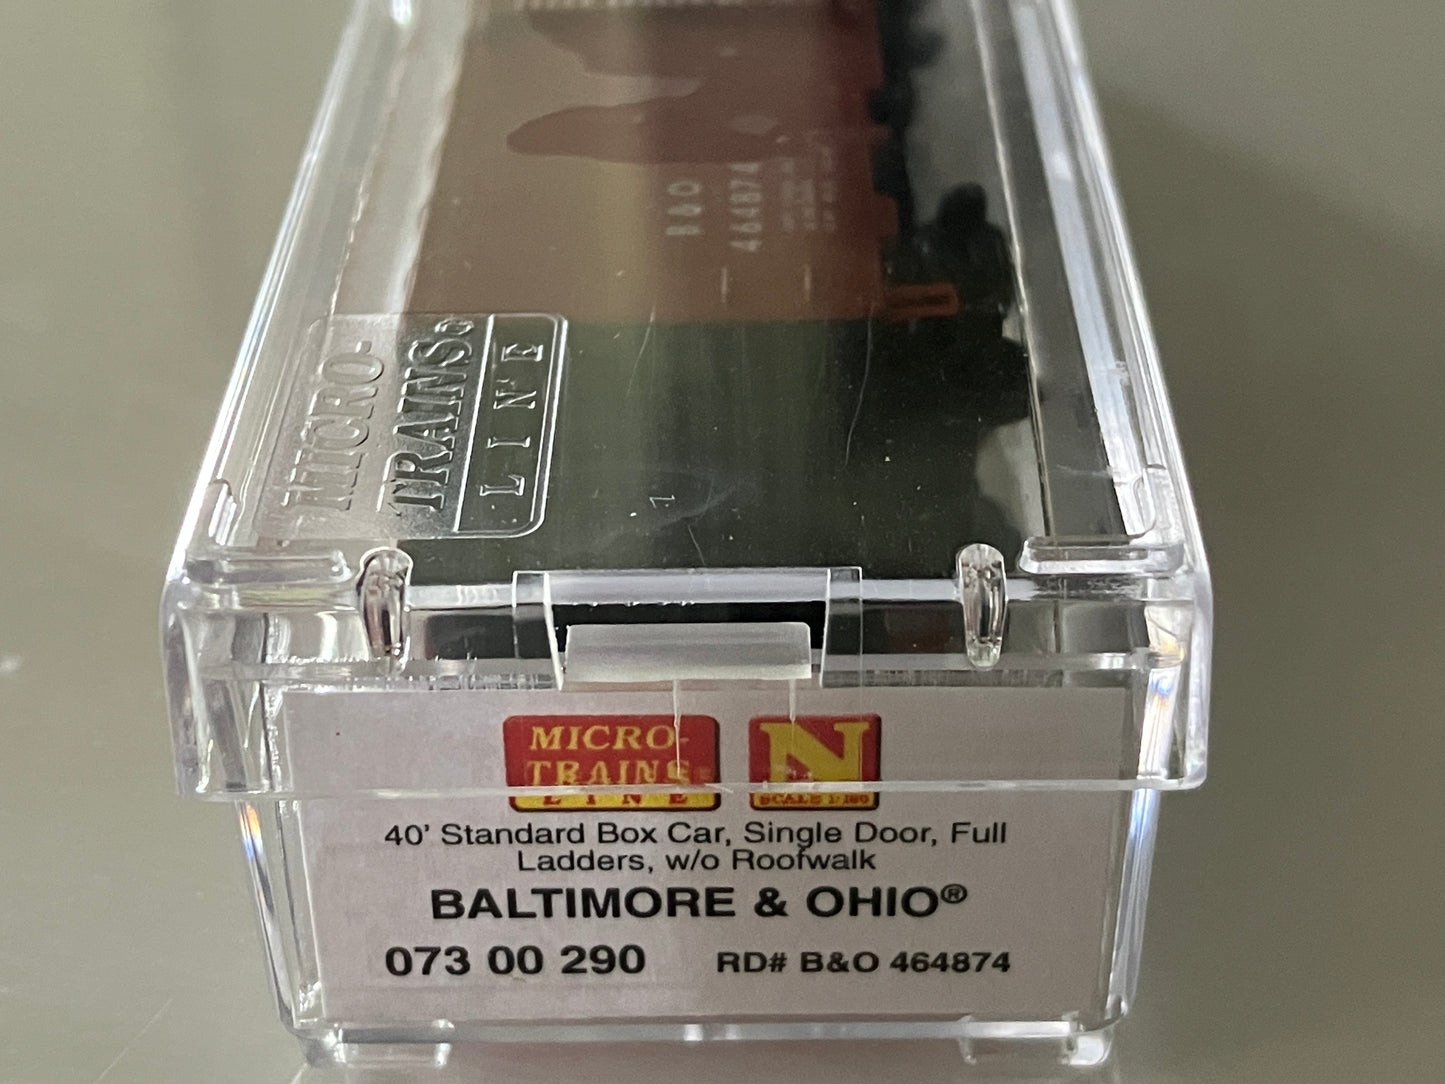 B&O
464874
MICRO-
TRAINS®
LINE
MICRO-
TRAINS®
LINE
N
SCALE 1:160
40' Standard Box Car, Single Door, Full
Ladders, w/o Roofwalk
BALTIMORE & OHIO®
073 00 290
RD# B&O 464874